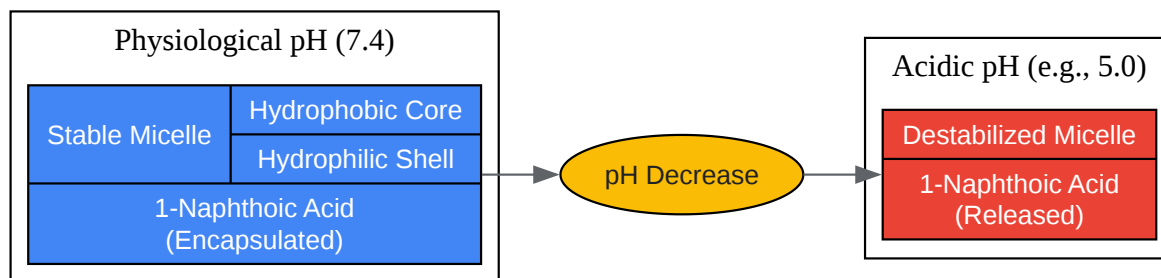 Physiological pH (7.4)
Stable Micelle
Hydrophobic Core
Hydrophilic Shell
1-Naphthoic Acid
(Encapsulated)
pH Decrease
Acidic pH (e.g., 5.0)
Destabilized Micelle
1-Naphthoic Acid
(Released)